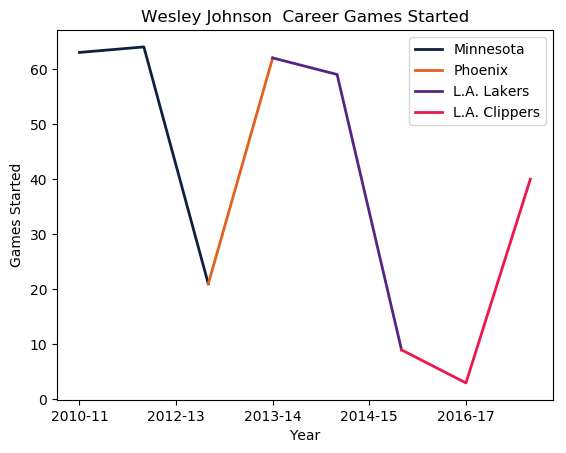 Wesley Johnson  Career Games Started
Minnesota
Phoenix
L.A. Lakers
L.A. Clippers
Games Started
60
50
40
30
20
10
0
2010-11 2012-13 2013-14 2014-15 2016-17
Year